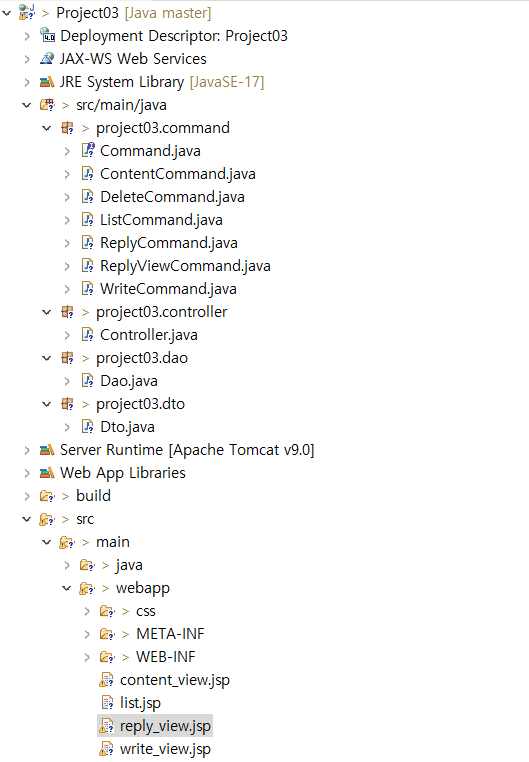 > Project03 [Java master]
Deployment Descriptor: Project03
JAX-WS Web Services
JRE System Library [JavaSE-17]
> src/main/java
> project03.command
Command.java
> ContentCommand.java
> DeleteCommand.java
> ListCommand.java
> ReplyCommand.java
> ReplyViewCommand.java
> WriteCommand.java
> project03.controller
> Controller.java
> project03.dao
> Dao.java
> project03.dto
> Dto.java
Server Runtime [Apache Tomcat v9.0]
Web App Libraries
> build
> src
> main
> java
> webapp
> css
> META-INF
> WEB-INF
content_view.jsp
list.jsp
reply_view.jsp
write_view.jsp